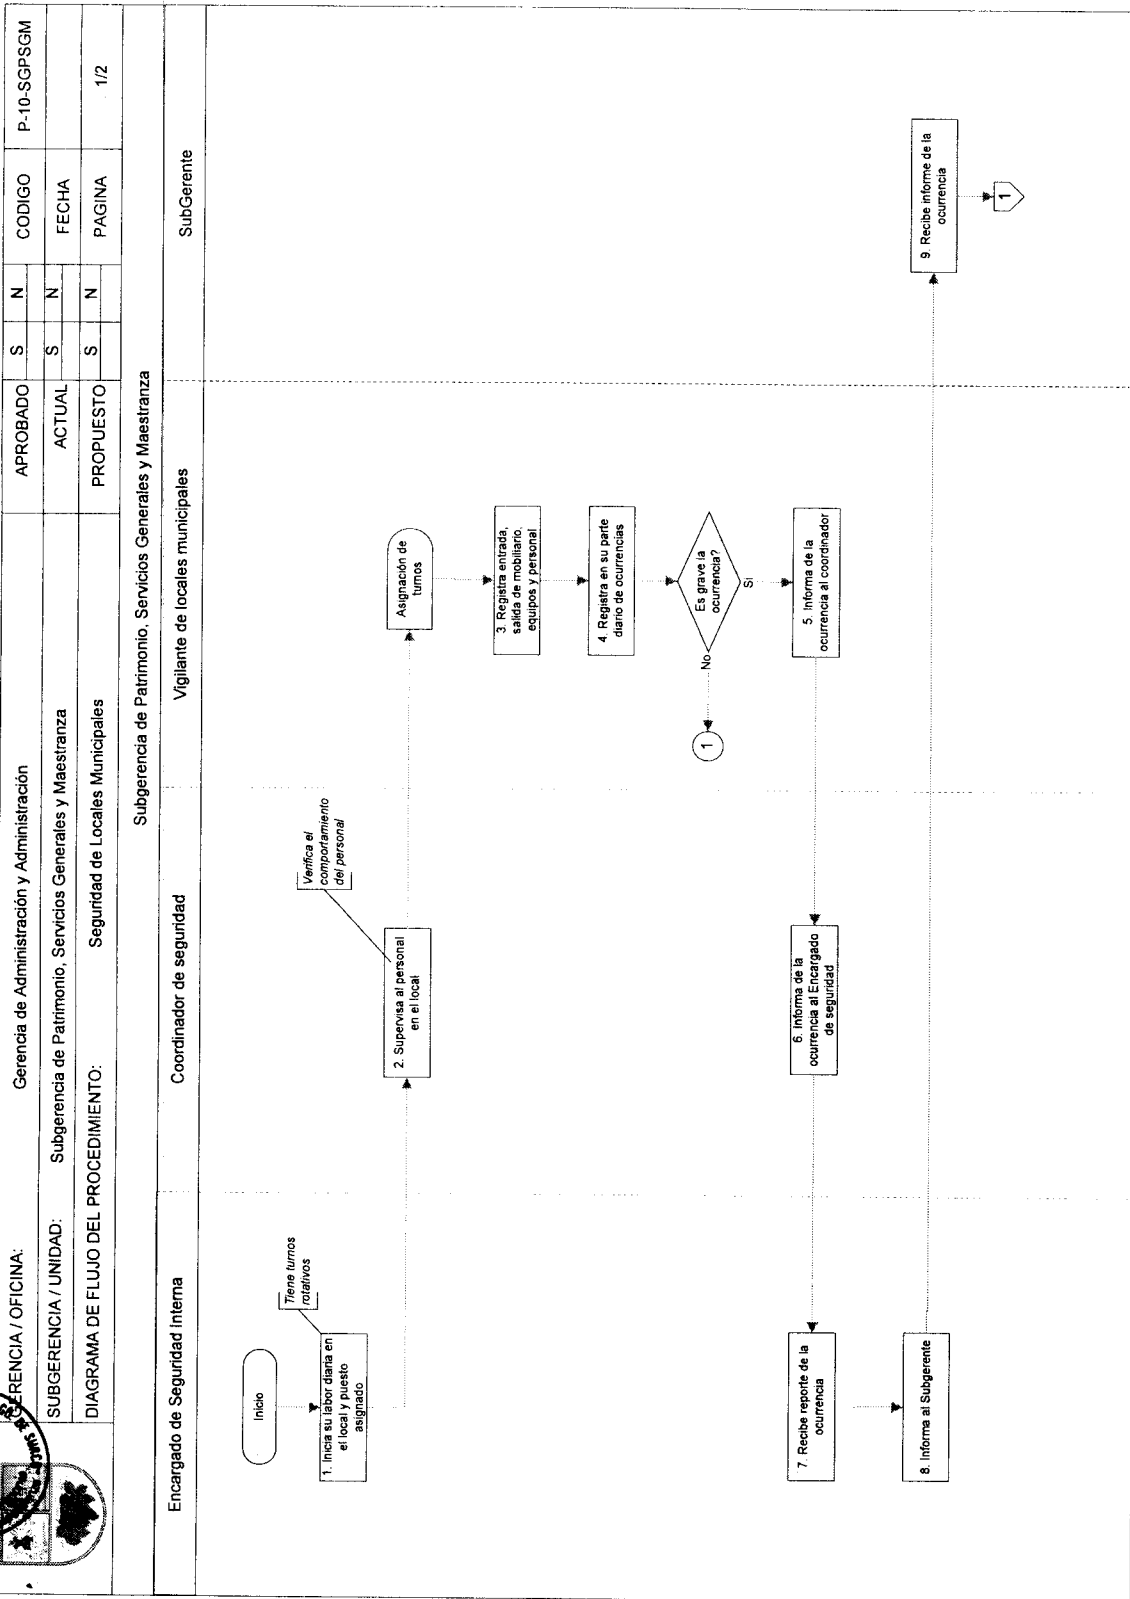 GERENCIA / OFICINA: Gerencia de Administración y Administración APROBADO S N CODIGO P-10-SGPSGM
SUBGERENCIA / UNIDAD: Subgerencia de Patrimonio, Servicios Generales y Maestranza ACTUAL S N FECHA
DIAGRAMA DE FLUJO DEL PROCEDIMIENTO: Seguridad de Locales Municipales PROPUESTO S N PAGINA 1/2
Subgerencia de Patrimonio, Servicios Generales y Maestranza
Encargado de Seguridad Interna Coordinador de seguridad Vigilante de locales municipales SubGerente
Inicio
Tiene turnos
rotativos
1. Inicia su labor diaria en
el local y puesto
asignado
Verifica el
comportamiento
del personal
2. Supervisa al personal
en el local
Asignación de
turnos
3. Registra entrada,
salida de mobiliario,
equipos y personal
4. Registra en su parte
diario de ocurrencias
Es grave la
ocurrencia?
No
1
Si
5. Informa de la
ocurrencia al coordinador
6. Informa de la
ocurrencia al Encargado
de seguridad
7. Recibe reporte de la
ocurrencia
8. Informa al Subgerente
9. Recibe informe de la
ocurrencia
1